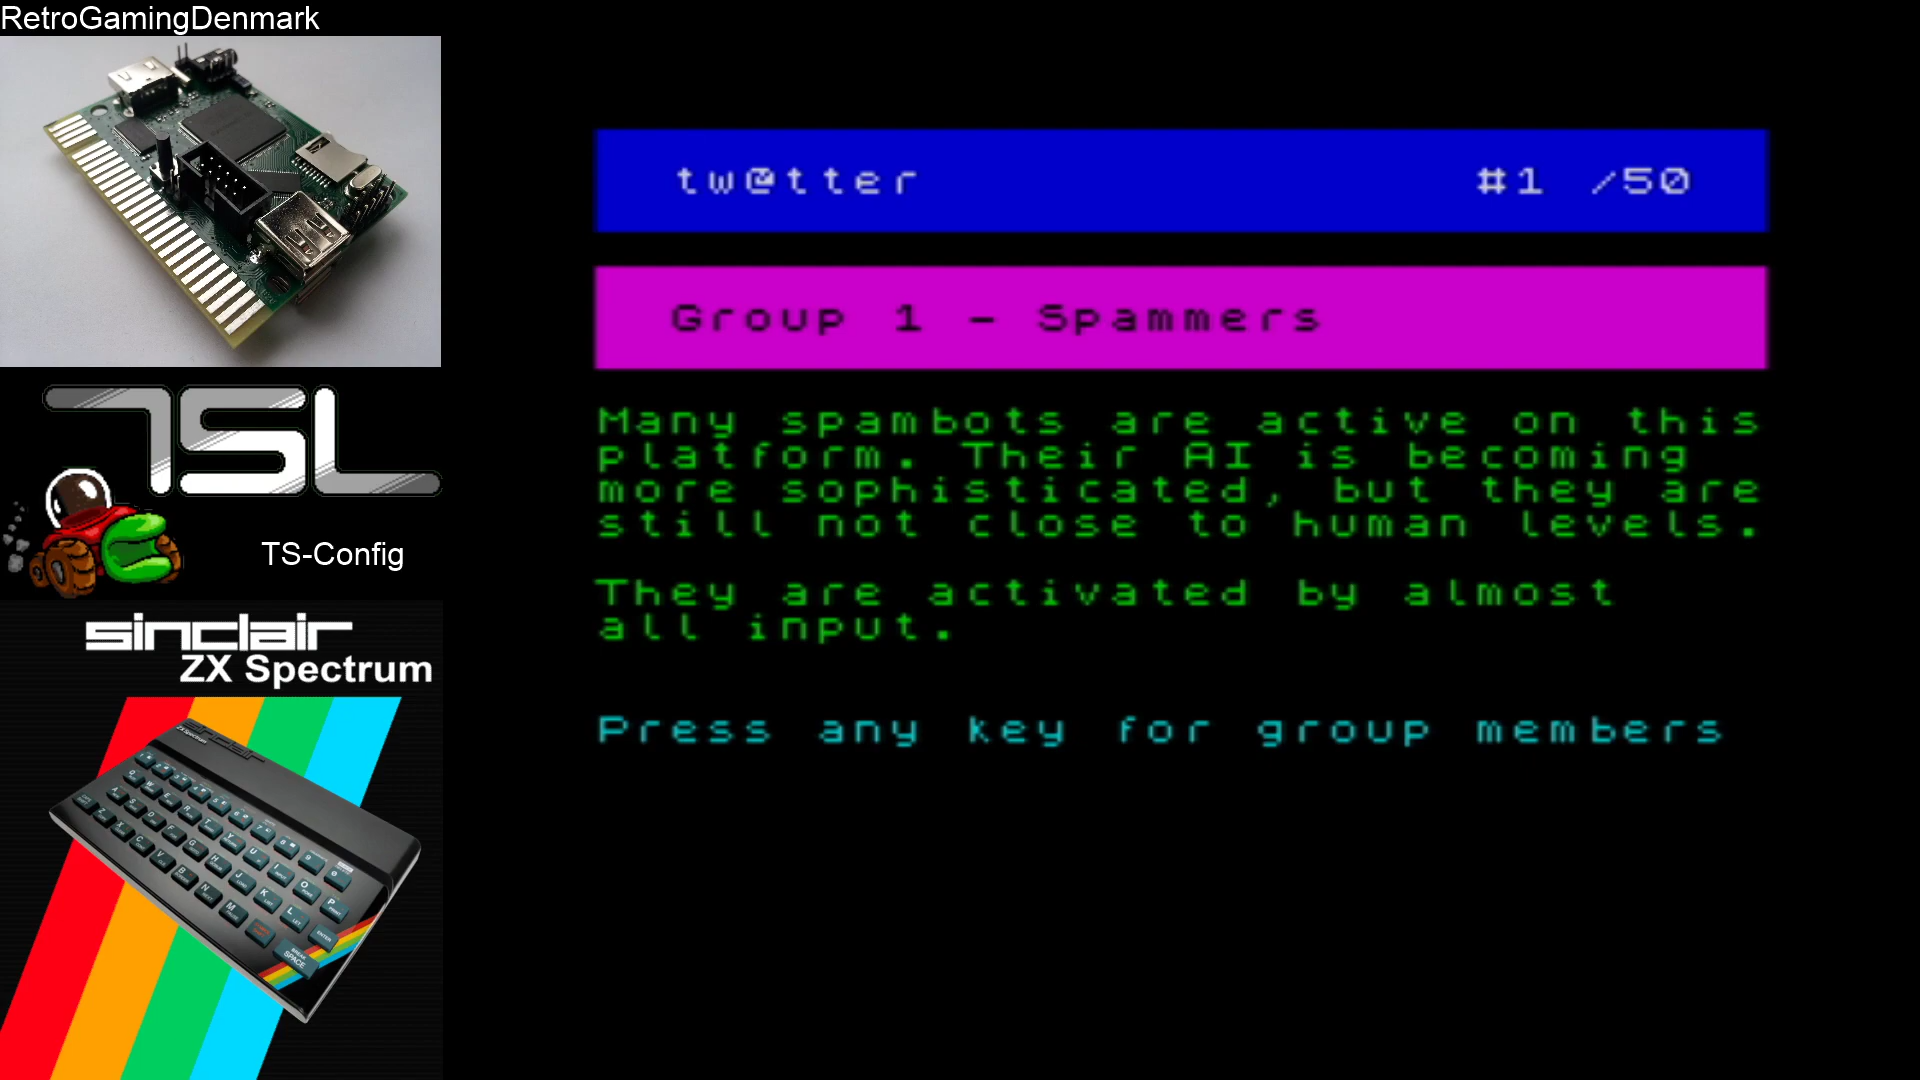 RetroGamingDenmark
TSL
TS-Config
sinclair
ZX Spectrum
tw@tter #1 /50
Group 1 - Spammers
Many spambots are active on this
platform. Their AI is becoming
more sophisticated, but they are
still not close to human levels.
They are activated by almost
all input.
Press any key for group members